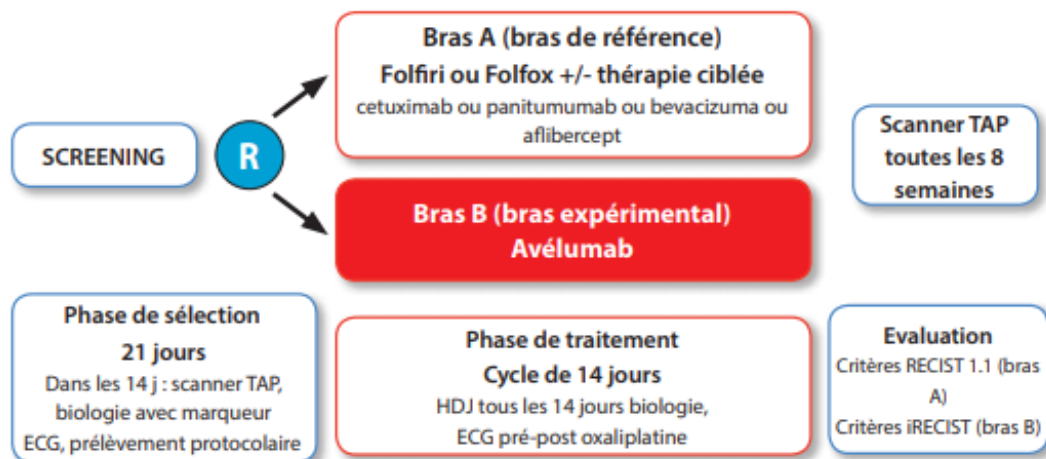 Bras A (bras de référence)
Folfiri ou Folfox +/- thérapie ciblée
cetuximab ou panitumumab ou bevacizuma ou
aflibercept
SCREENING
R
Scanner TAP
toutes les 8
semaines
Bras B (bras expérimental)
Avélumab
Phase de sélection
21 jours
Dans les 14 j : scanner TAP,
biologie avec marqueur
ECG, prélèvement protocolaire
Phase de traitement
Cycle de 14 jours
HDJ tous les 14 jours biologie,
ECG pré-post oxaliplatine
Evaluation
Critères RECIST 1.1 (bras
A)
Critères iRECIST (bras B)